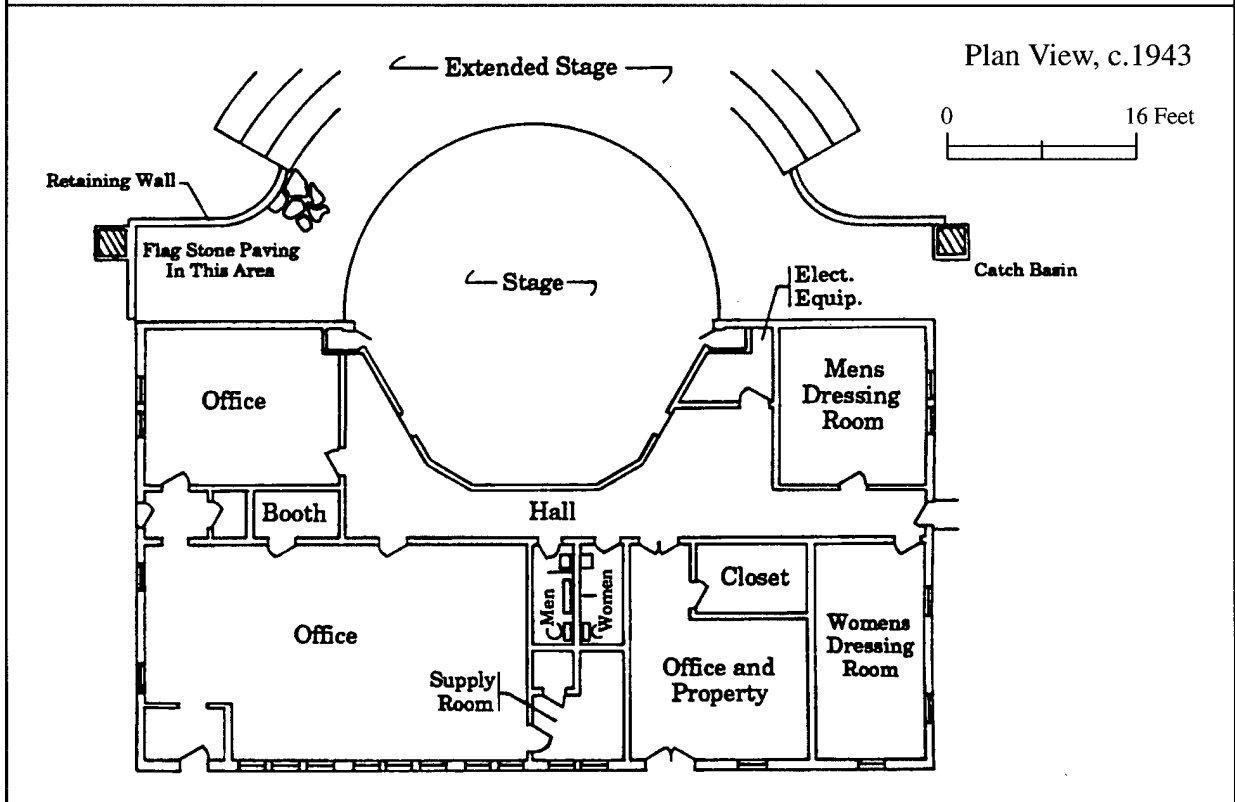 Plan View, c.1943
0 16 Feet
Extended Stage
Retaining Wall
Flag Stone Paving
In This Area
Catch Basin
Stage
Elect.
Equip.
Office
Mens
Dressing
Room
Booth
Hall
Men
Women
Closet
Office
Womens
Dressing
Room
Office and
Property
Supply
Room